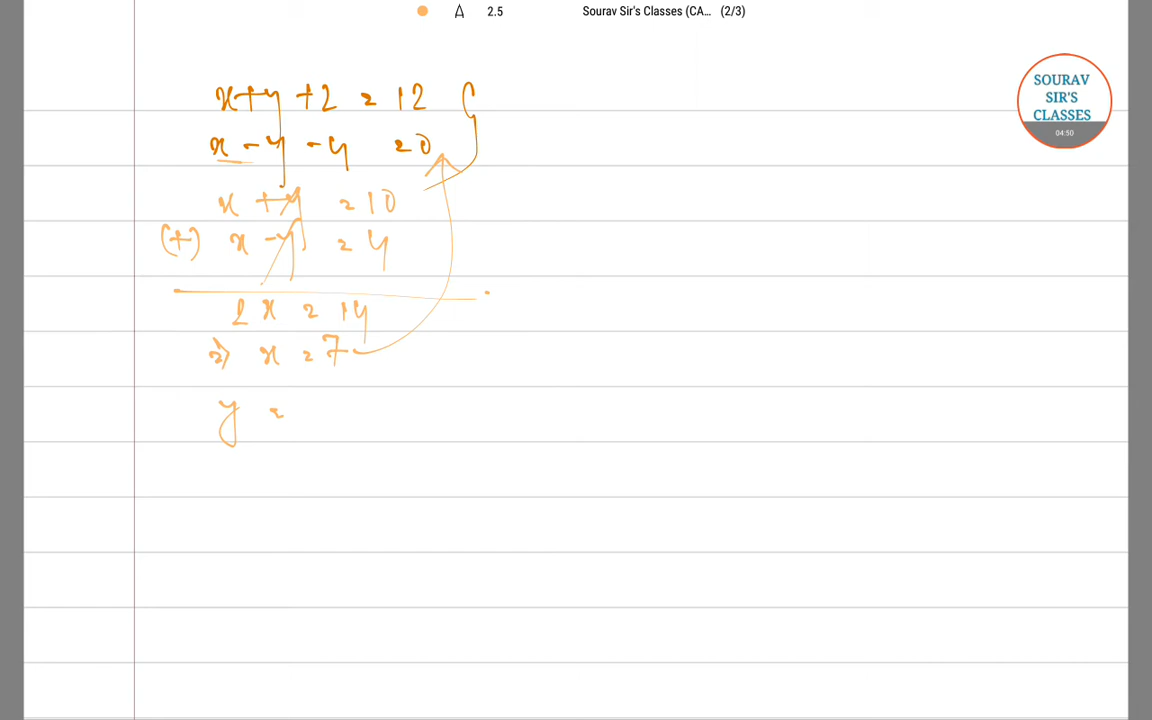 2.5 Sourav Sir's Classes (CA... (2/3)
SOURAV
SIR'S
CLASSES
04:50
x+y +2 = 12
x - y - 4 = 0
x + y = 10
(+) x - y = 4
2x = 14
⇒ x = 7
y =